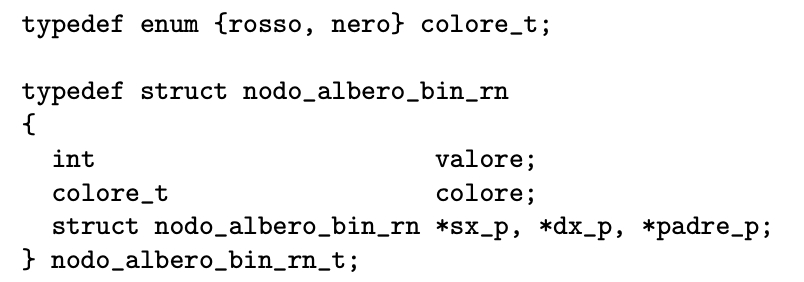 typedef enum {rosso, nero} colore_t;
typedef struct nodo_albero_bin_rn
{
int valore;
colore_t colore;
struct nodo_albero_bin_rn *sx_p, *dx_p, *padre_p;
} nodo_albero_bin_rn_t;